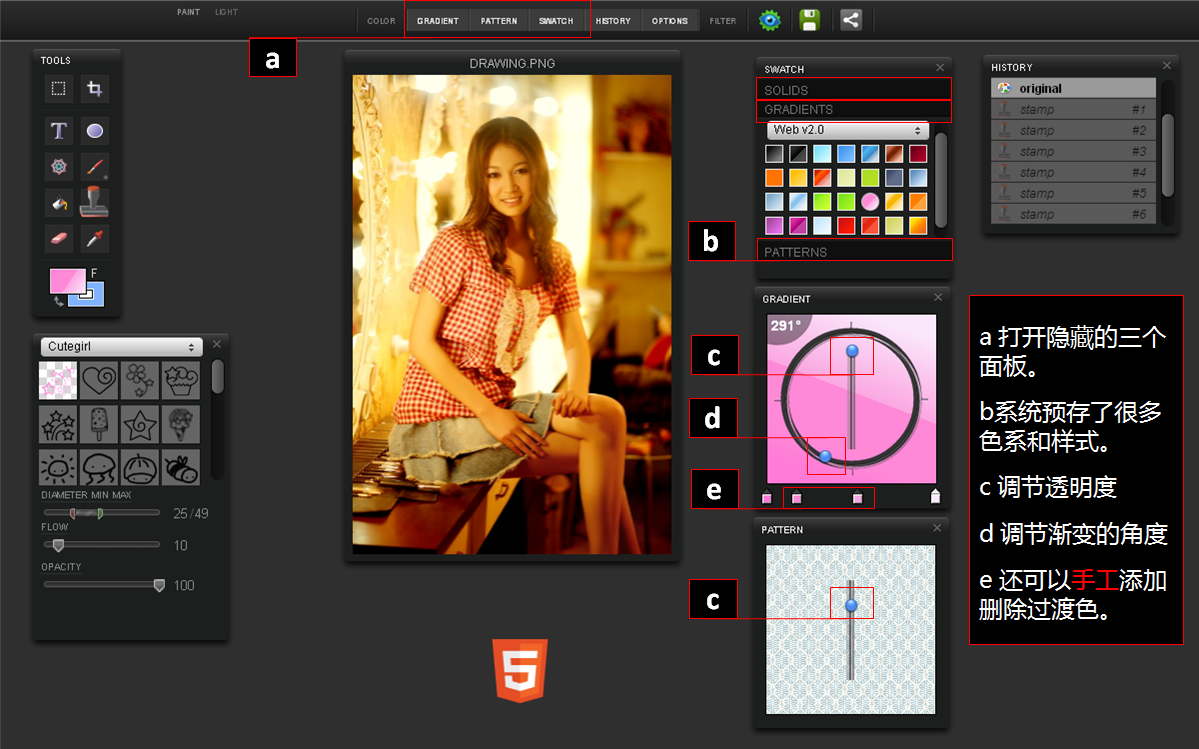 PAINT LIGHT
COLOR GRADIENT PATTERN SWATCH HISTORY OPTIONS FILTER
a
TOOLS
T
F
Cutegirl
DIAMETER MIN MAX
25/49
FLOW
10
OPACITY
100
DRAWING.PNG
5
SWATCH
SOLIDS
GRADIENTS
Web v2.0
b
PATTERNS
GRADIENT
291°
c
d
e
PATTERN
c
HISTORY
original
stamp #1
stamp #2
stamp #3
stamp #4
stamp #5
stamp #6
a 打开隐藏的三个
面板。
b系统预存了很多
色系和样式。
c 调节透明度
d 调节渐变的角度
e 还可以手工添加
删除过渡色。